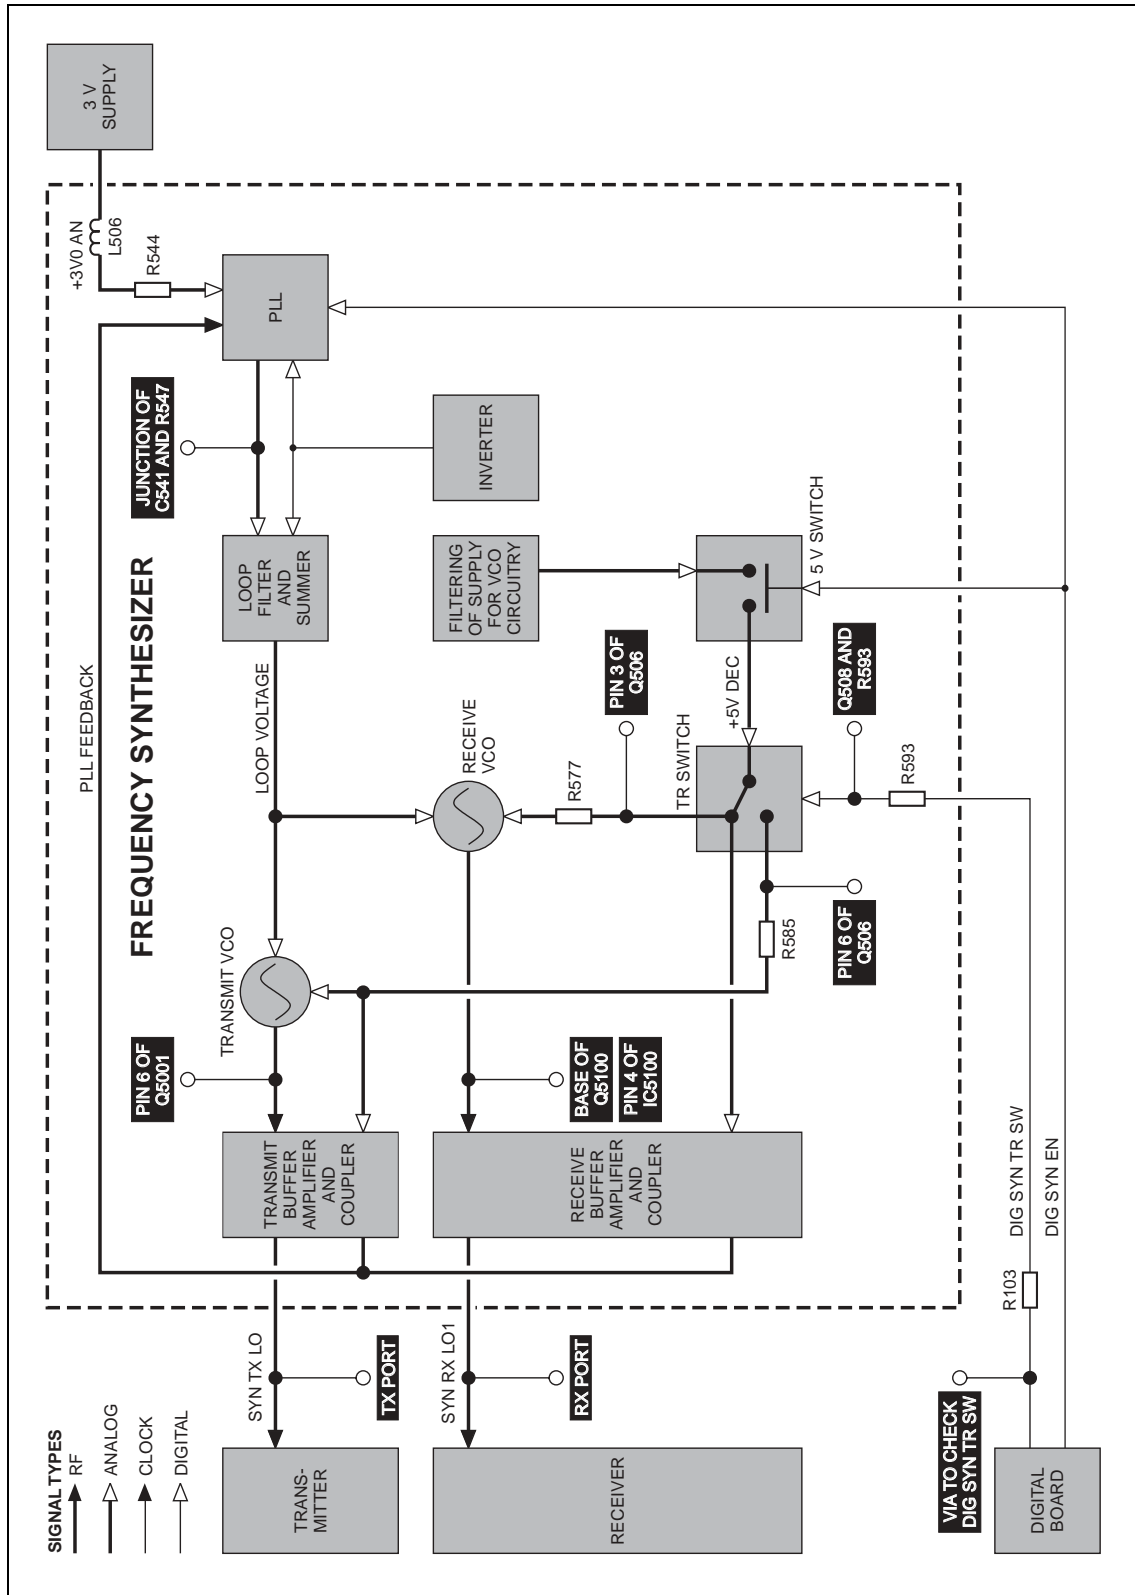 SIGNAL TYPES
RF
ANALOG
CLOCK
DIGITAL
TRANS-
MITTER
SYN TX LO
TX PORT
RECEIVER
SYN RX LO1
RX PORT
DIGITAL
BOARD
VIA TO CHECK
DIG SYN TR SW
R103
DIG SYN TR SW
DIG SYN EN
FREQUENCY SYNTHESIZER
PLL FEEDBACK
TRANSMIT
BUFFER
AMPLIFIER
AND
COUPLER
PIN 6 OF
Q5001
TRANSMIT VCO
LOOP VOLTAGE
LOOP
FILTER
AND
SUMMER
JUNCTION OF
C541 AND R547
PLL
R544
+3V0 AN
L506
3 V
SUPPLY
RECEIVE
BUFFER
AMPLIFIER
AND
COUPLER
BASE OF
Q5100
PIN 4 OF
IC5100
RECEIVE
VCO
R577
PIN 3 OF
Q506
FILTERING
OF SUPPLY
FOR VCO
CIRCUITRY
INVERTER
R585
PIN 6 OF
Q506
TR SWITCH
+5V DEC
5 V SWITCH
Q508 AND
R593
R593